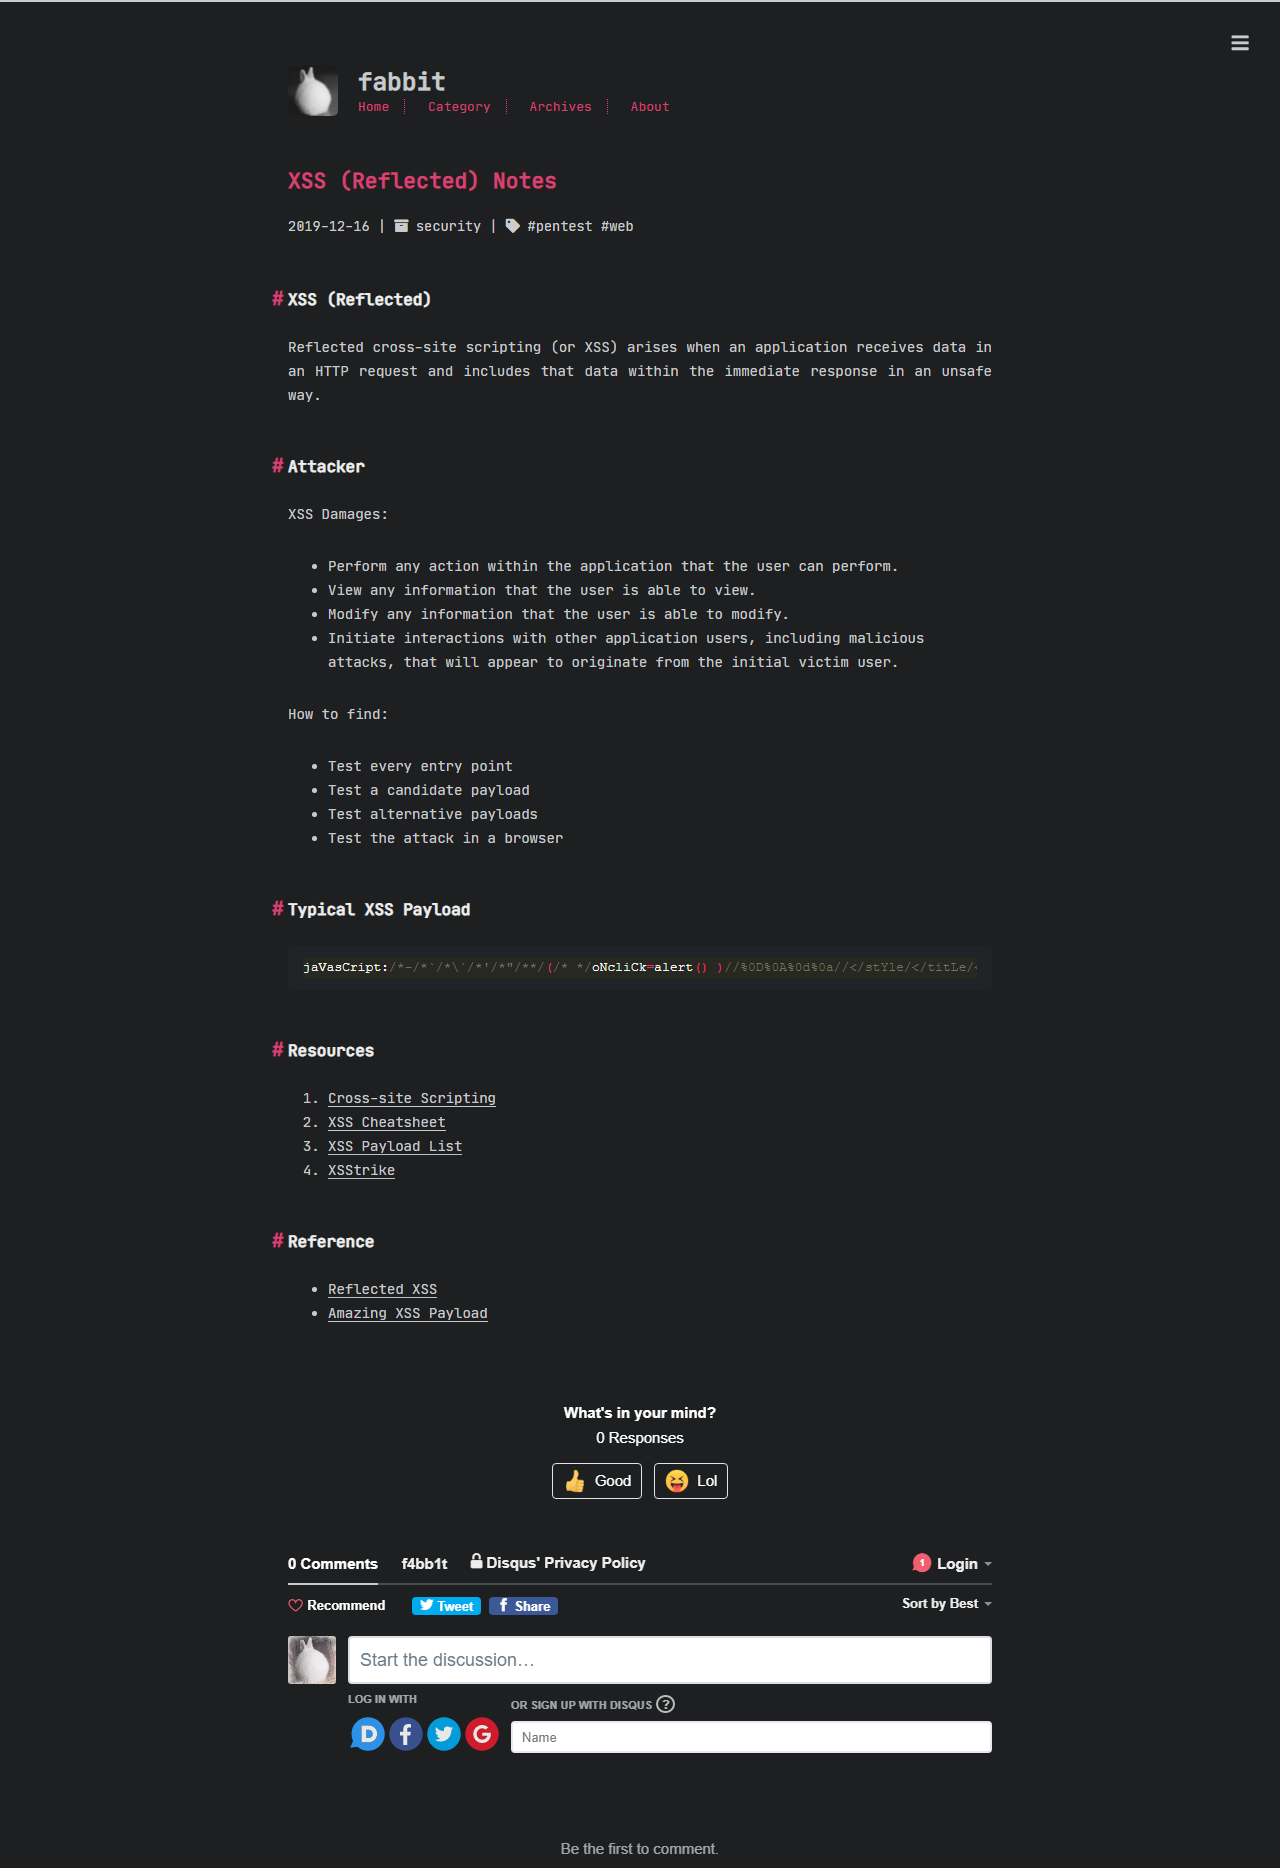 fabbit
Home Category Archives About
XSS (Reflected) Notes
2019-12-16 | security | #pentest #web
# XSS (Reflected)
Reflected cross-site scripting (or XSS) arises when an application receives data in
an HTTP request and includes that data within the immediate response in an unsafe
way.
# Attacker
XSS Damages:
• Perform any action within the application that the user can perform.
• View any information that the user is able to view.
• Modify any information that the user is able to modify.
• Initiate interactions with other application users, including malicious
attacks, that will appear to originate from the initial victim user.
How to find:
• Test every entry point
• Test a candidate payload
• Test alternative payloads
• Test the attack in a browser
# Typical XSS Payload
jaVasCript:/*-/*`/*\`/*'/*"/**/(/* */oNcliCk=alert() )//%0D%0A%0d%0a//</stYle/</titLe/<
# Resources
1. Cross-site Scripting
2. XSS Cheatsheet
3. XSS Payload List
4. XSStrike
# Reference
• Reflected XSS
• Amazing XSS Payload
What's in your mind?
0 Responses
Good Lol
0 Comments f4bb1t Disqus' Privacy Policy 1 Login
Recommend Tweet f Share Sort by Best
Start the discussion…
LOG IN WITH
OR SIGN UP WITH DISQUS ?
D f G
Name
Be the first to comment.